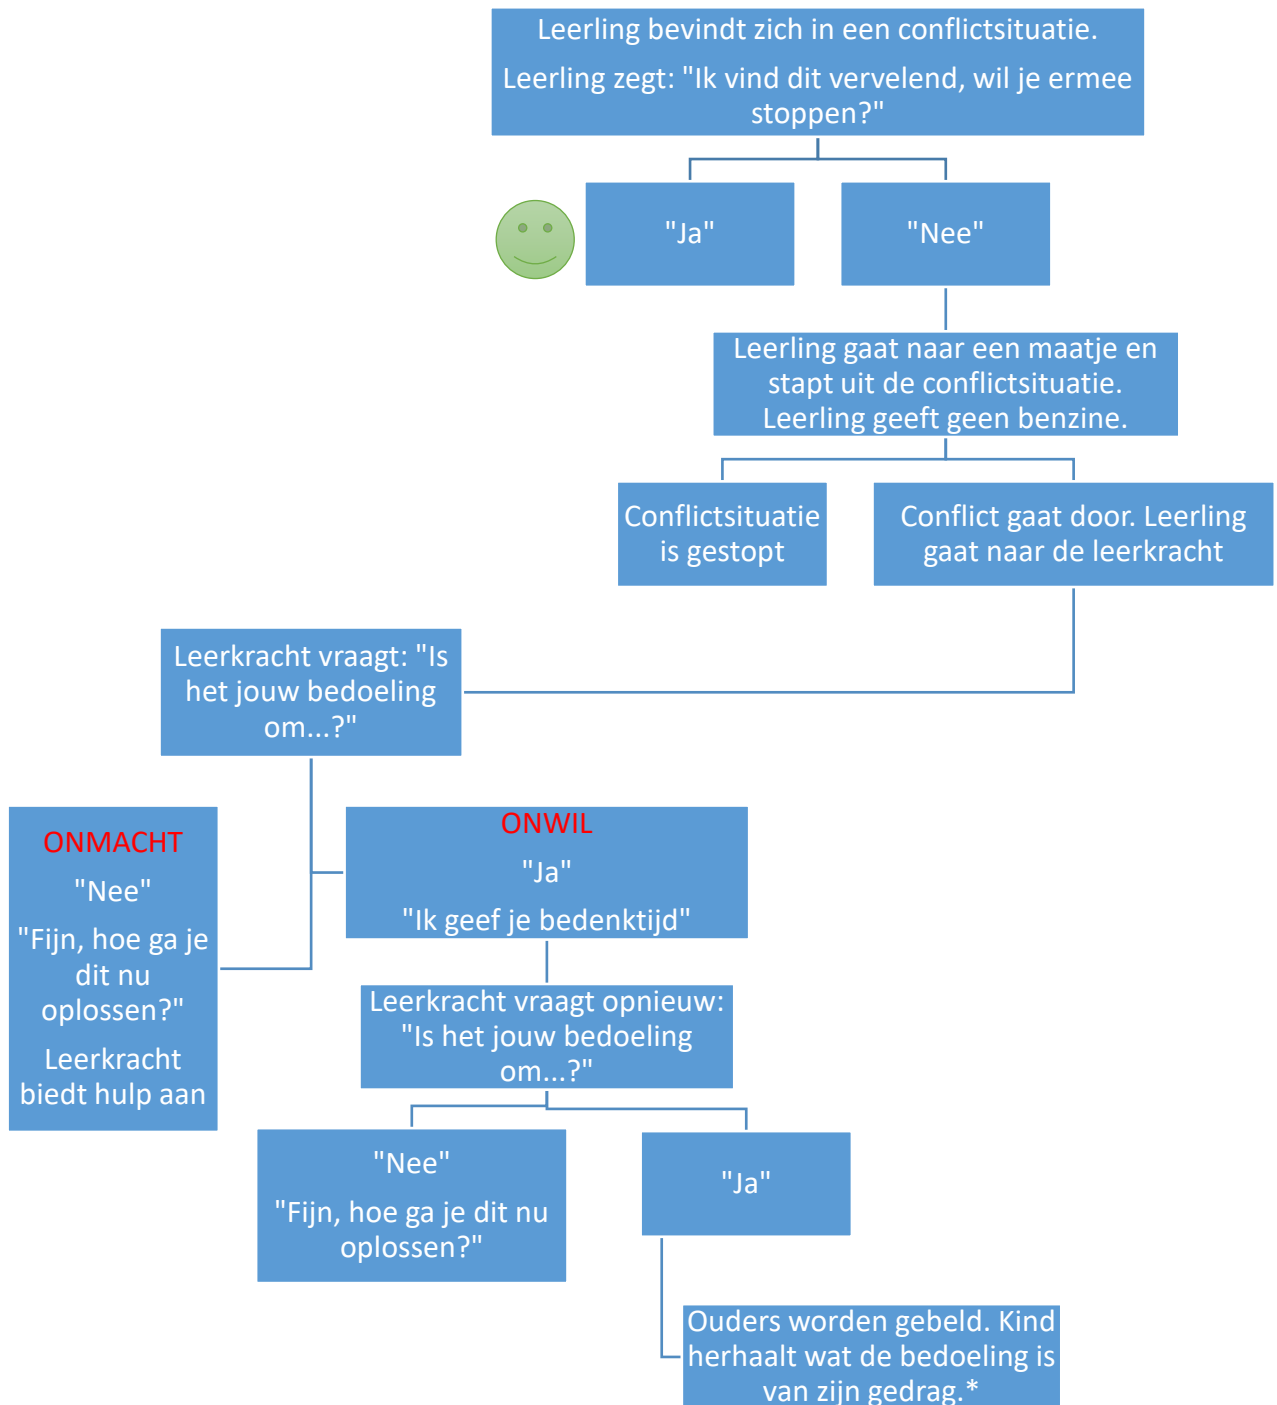 Leerling bevindt zich in een conflictsituatie.
Leerling zegt: "Ik vind dit vervelend, wil je ermee
stoppen?"
"Ja"
"Nee"
Leerling gaat naar een maatje en
stapt uit de conflictsituatie.
Leerling geeft geen benzine.
Conflictsituatie
is gestopt
Conflict gaat door. Leerling
gaat naar de leerkracht
Leerkracht vraagt: "Is
het jouw bedoeling
om...?"
ONMACHT
"Nee"
"Fijn, hoe ga je
dit nu
oplossen?"
Leerkracht
biedt hulp aan
ONWIL
"Ja"
"Ik geef je bedenktijd"
Leerkracht vraagt opnieuw:
"Is het jouw bedoeling
om...?"
"Nee"
"Fijn, hoe ga je dit nu
oplossen?"
"Ja"
Ouders worden gebeld. Kind
herhaalt wat de bedoeling is
van zijn gedrag.*